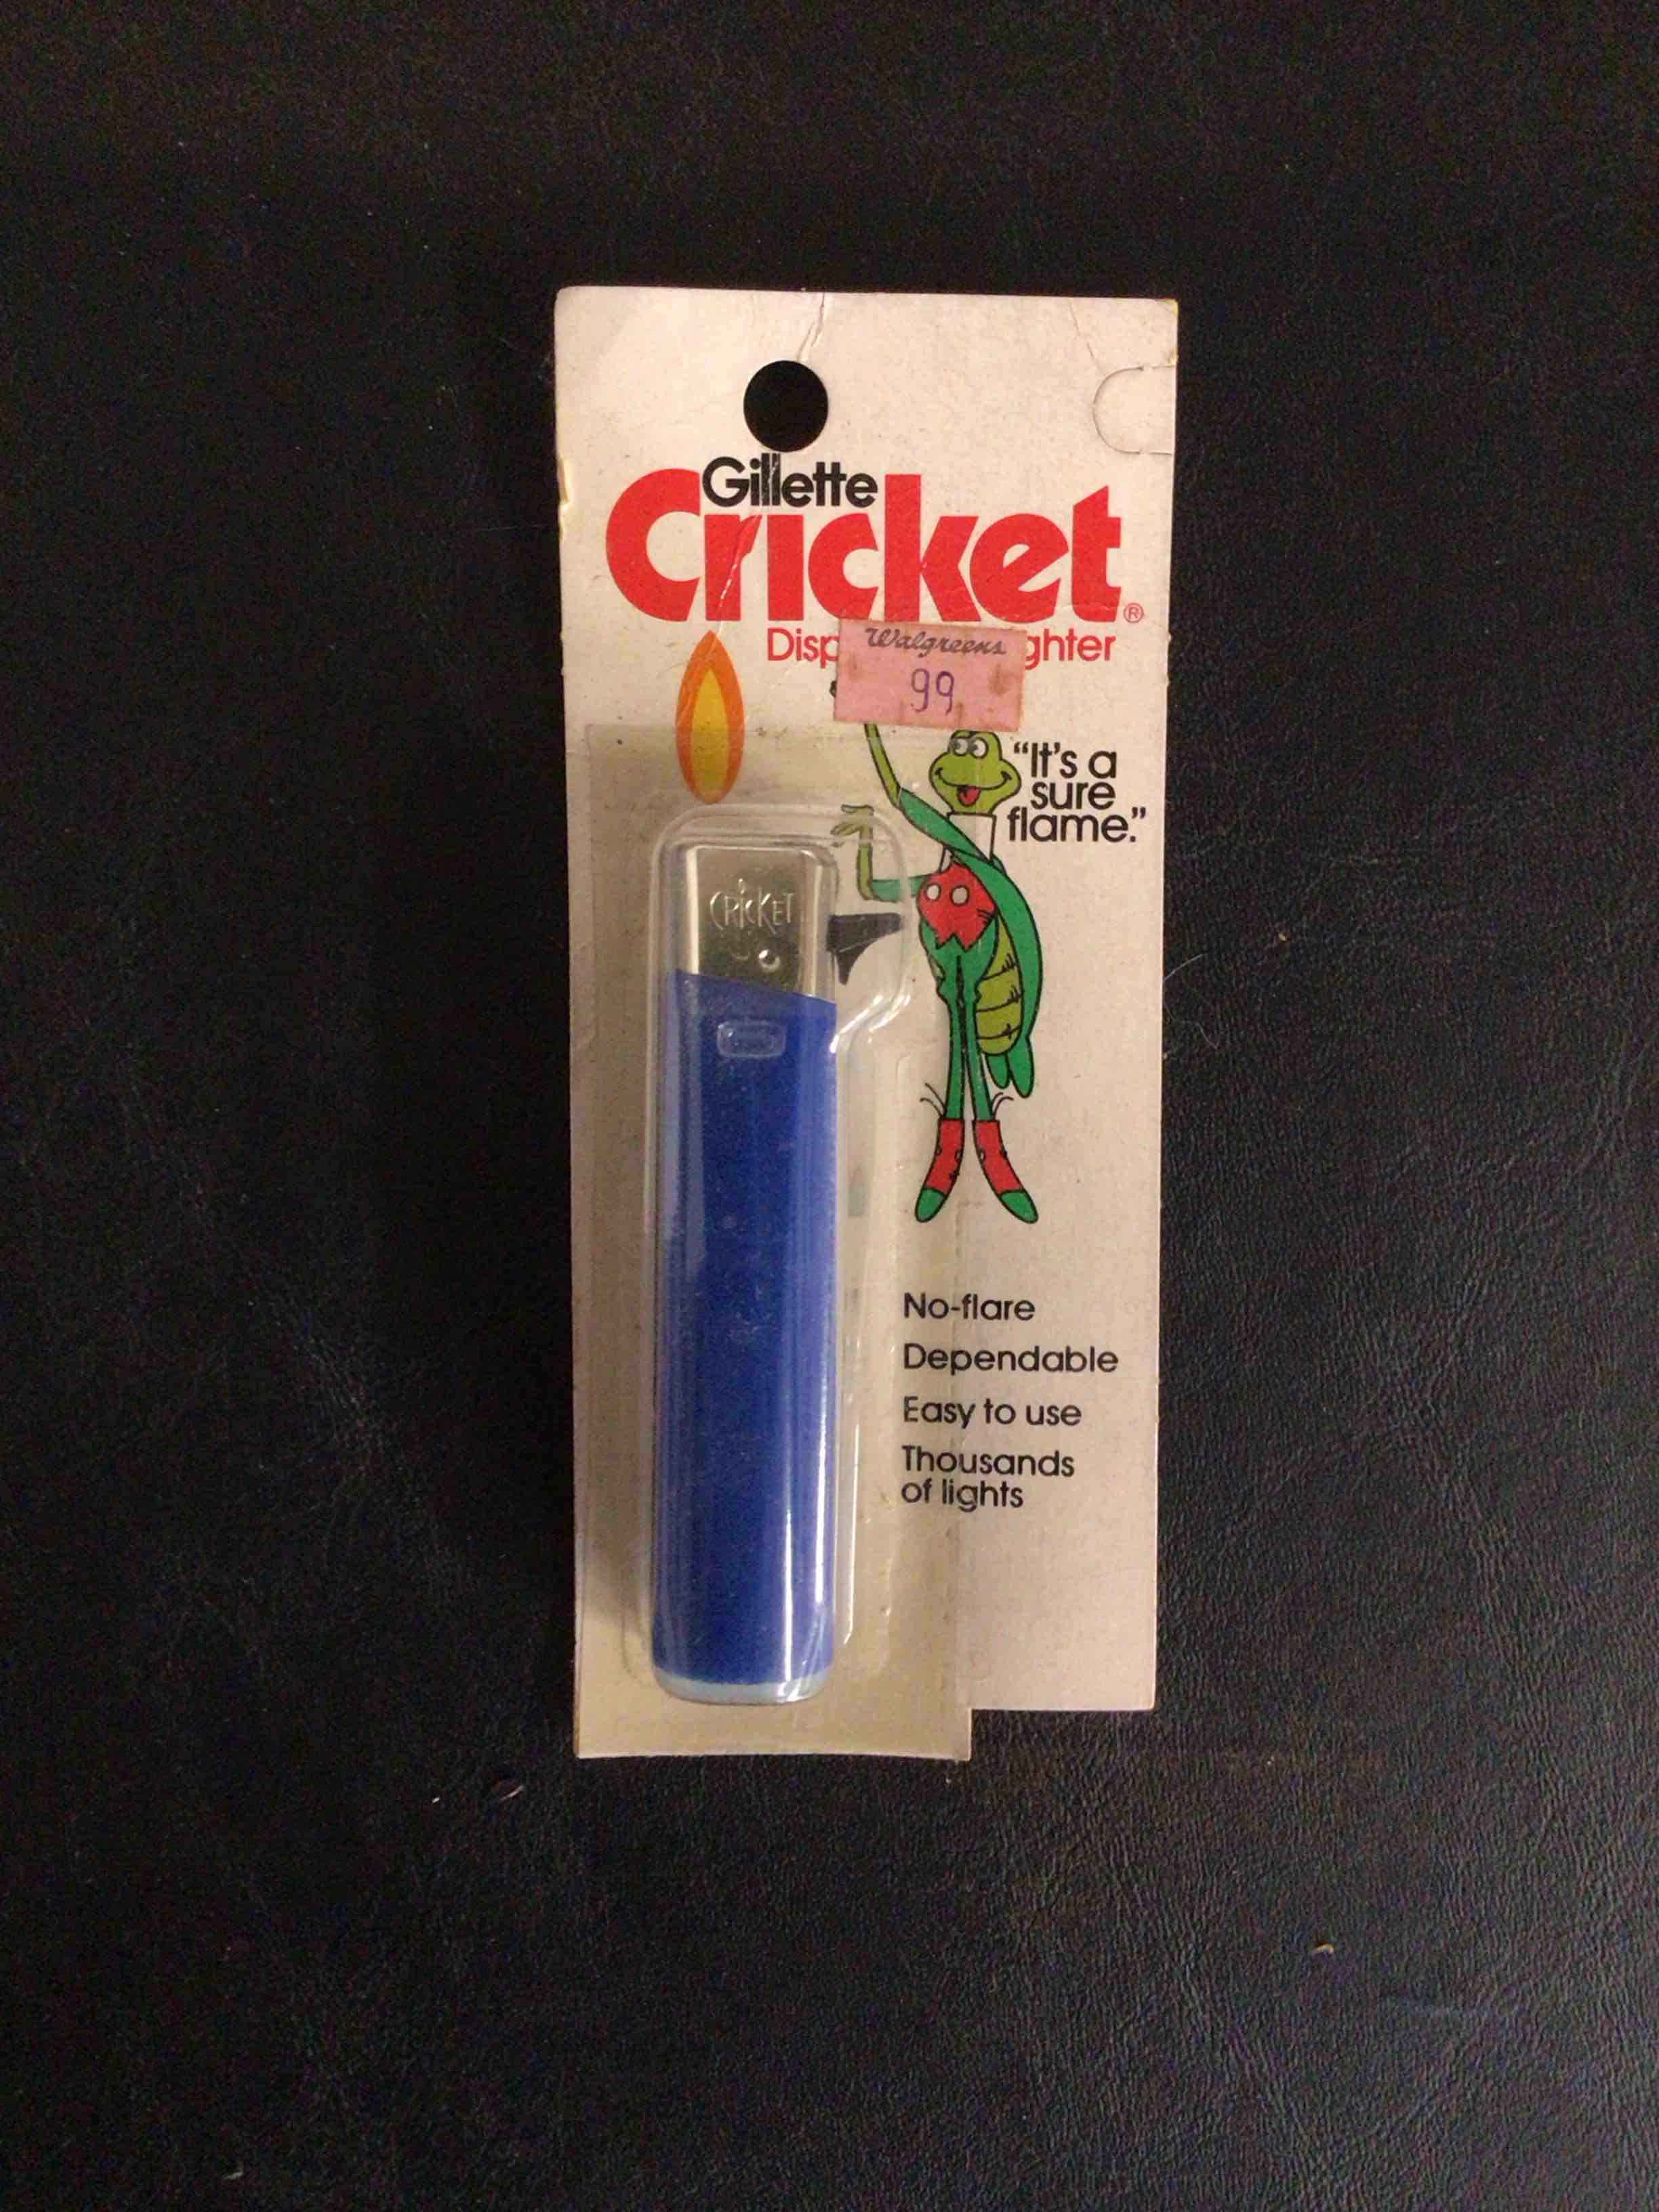 Gillette
Cricket®
Disp ghter
Walgreens
99
"It's a
sure
flame."
CRICKET
No-flare
Dependable
Easy to use
Thousands
of lights